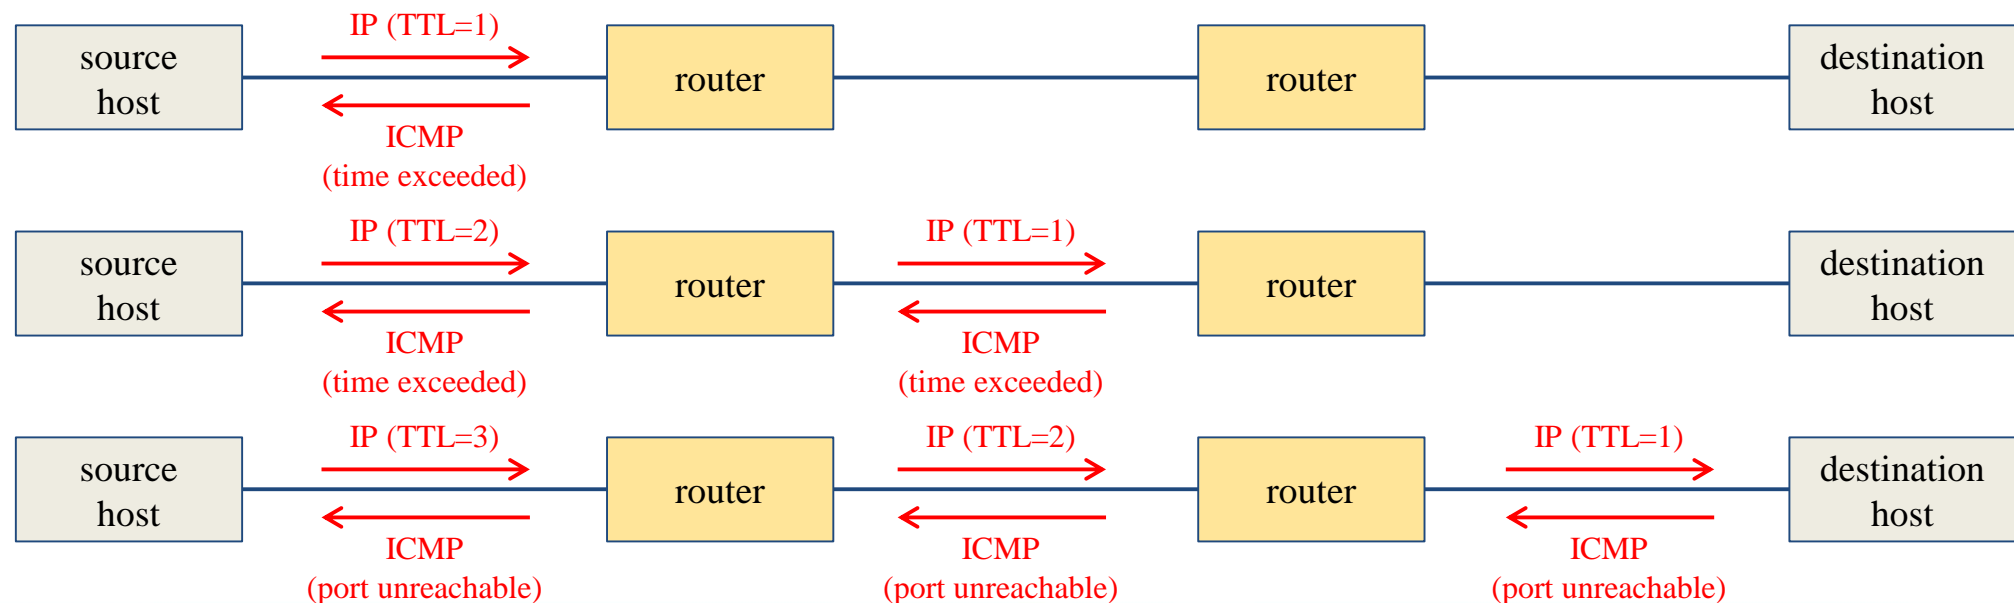 IP (TTL=1)
source
host
router
router
destination
host
ICMP
(time exceeded)
IP (TTL=2)
IP (TTL=1)
source
host
router
router
destination
host
ICMP
(time exceeded)
ICMP
(time exceeded)
IP (TTL=3)
IP (TTL=2)
IP (TTL=1)
source
host
router
router
destination
host
ICMP
(port unreachable)
ICMP
(port unreachable)
ICMP
(port unreachable)